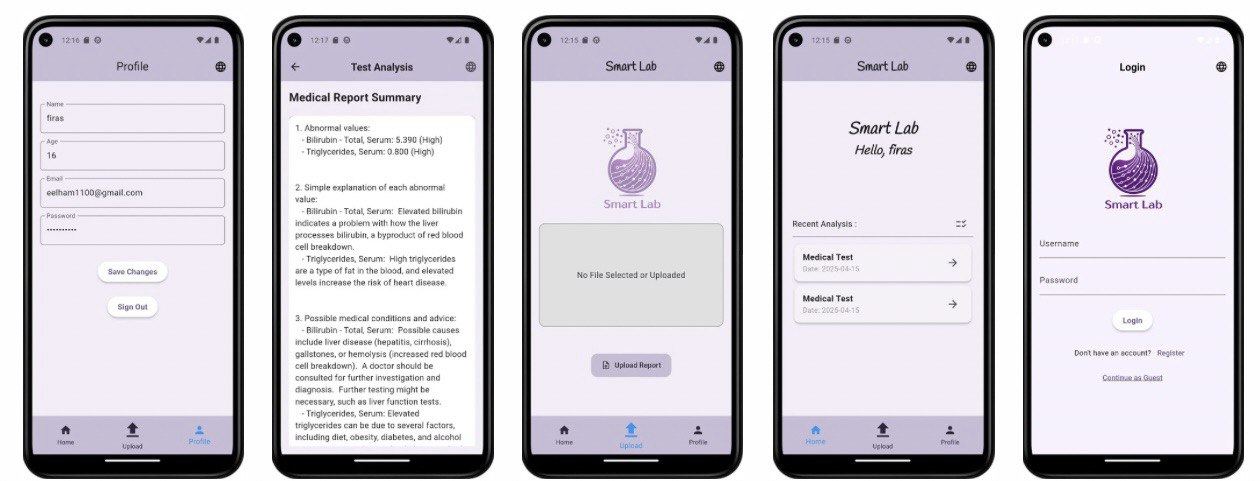 12:16
Profile
Name
firas
Age
16
Email
eelham1100@gmail.com
Password
••••••••••
Save Changes
Sign Out
Home
Upload
Profile
12:17
Test Analysis
Medical Report Summary
1. Abnormal values:
- Bilirubin - Total, Serum: 5.390 (High)
- Triglycerides, Serum: 0.800 (High)
2. Simple explanation of each abnormal
value:
- Bilirubin - Total, Serum: Elevated bilirubin
indicates a problem with how the liver
processes bilirubin, a byproduct of red blood
cell breakdown.
- Triglycerides, Serum: High triglycerides
are a type of fat in the blood, and elevated
levels increase the risk of heart disease.
3. Possible medical conditions and advice:
- Bilirubin - Total, Serum: Possible causes
include liver disease (hepatitis, cirrhosis),
gallstones, or hemolysis (increased red blood
cell breakdown). A doctor should be
consulted for further investigation and
diagnosis. Further testing might be
necessary, such as liver function tests.
- Triglycerides, Serum: Elevated
triglycerides can be due to several factors,
including diet, obesity, diabetes, and alcohol
12:15
Smart Lab
Smart Lab
No File Selected or Uploaded
Upload Report
Home
Upload
Profile
12:15
Smart Lab
Smart Lab
Hello, firas
Recent Analysis :
Medical Test
Date: 2025-04-15
Medical Test
Date: 2025-04-15
Home
Upload
Profile
Login
Smart Lab
Username
Password
Login
Don't have an account? Register
Continue as Guest